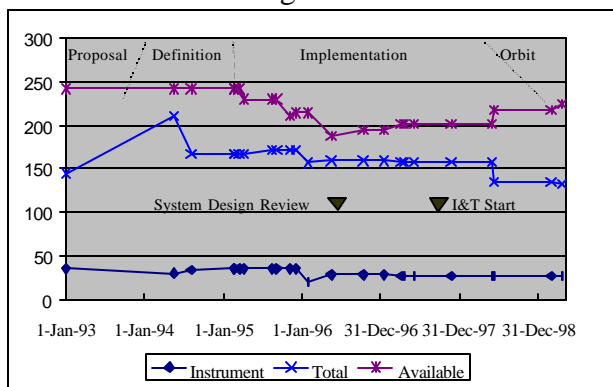 300
Proposal Definition Implementation Orbit
250
200
150
100
System Design Review I&T Start
50
0
1-Jan-93 1-Jan-94 1-Jan-95 1-Jan-96 31-Dec-96 31-Dec-97 31-Dec-98
Instrument Total Available